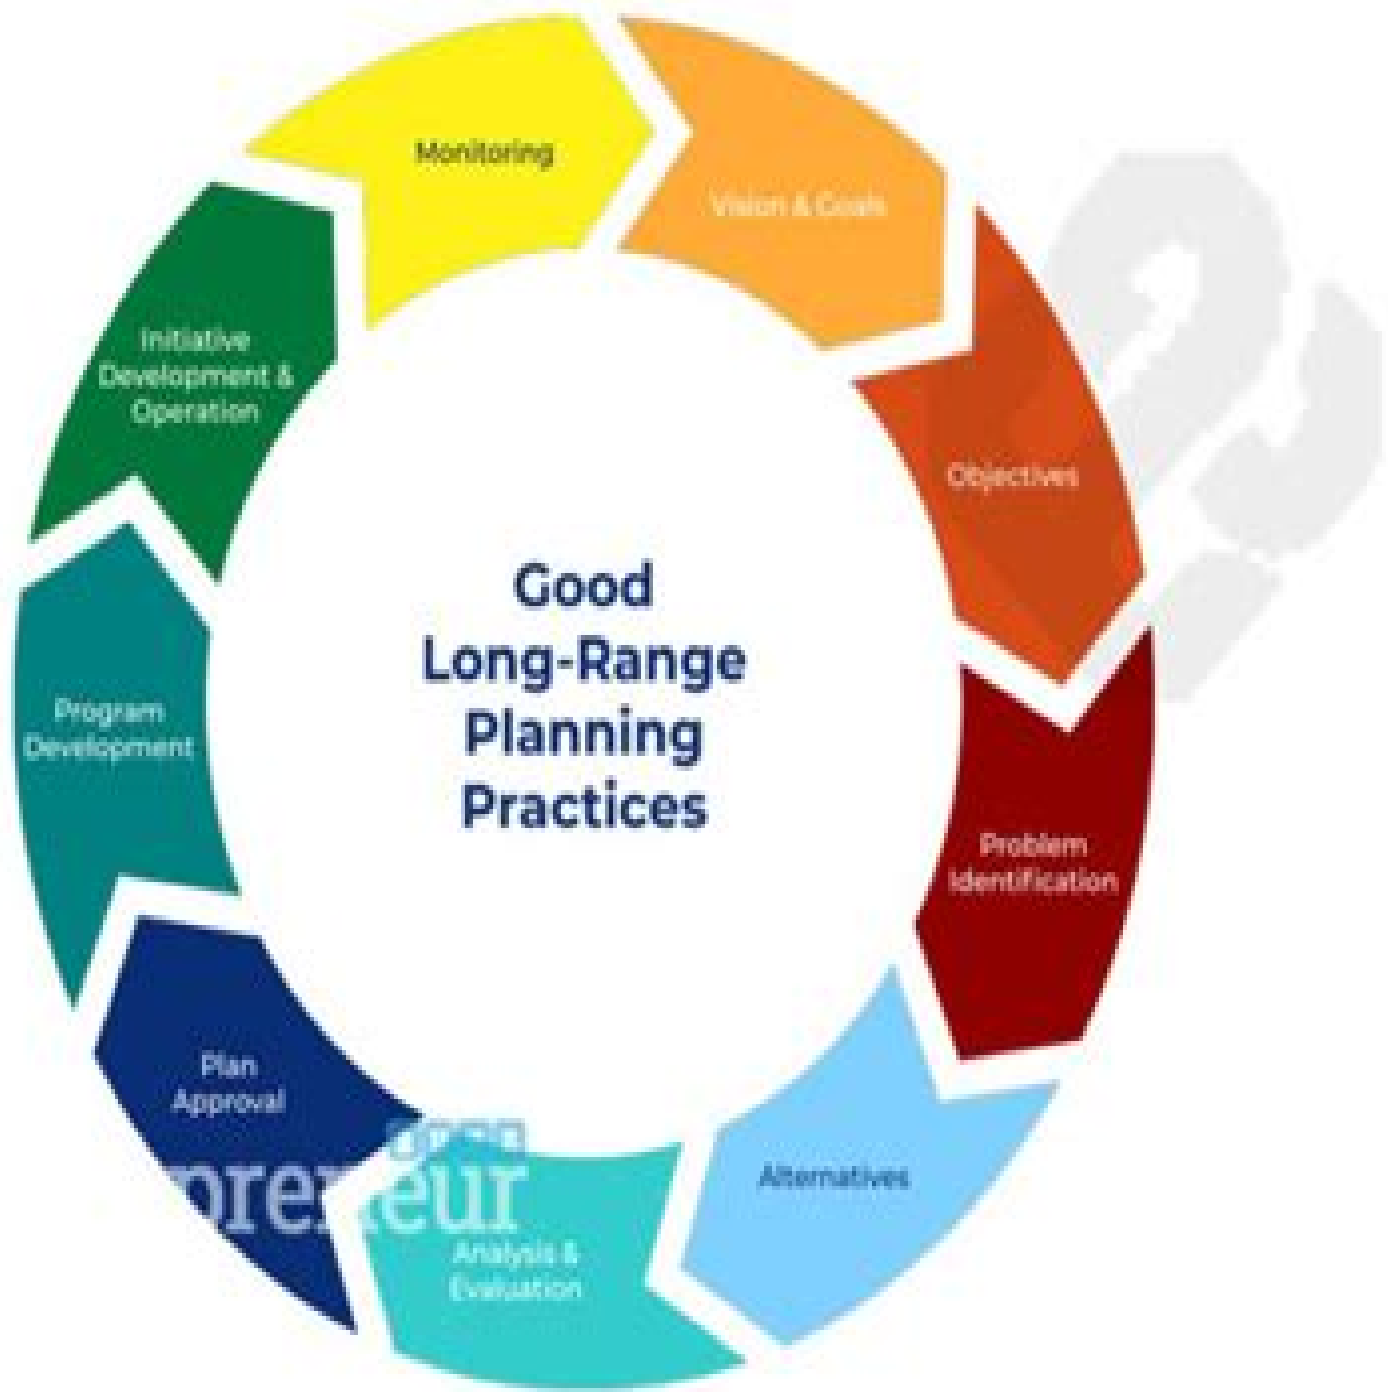 Good
Long-Range
Planning
Practices
Vision & Goals
Objectives
Problem
Identification
Alternatives
Analysis &
Evaluation
Plan
Approval
Program
Development
Initiative
Development &
Operation
Monitoring
preneur